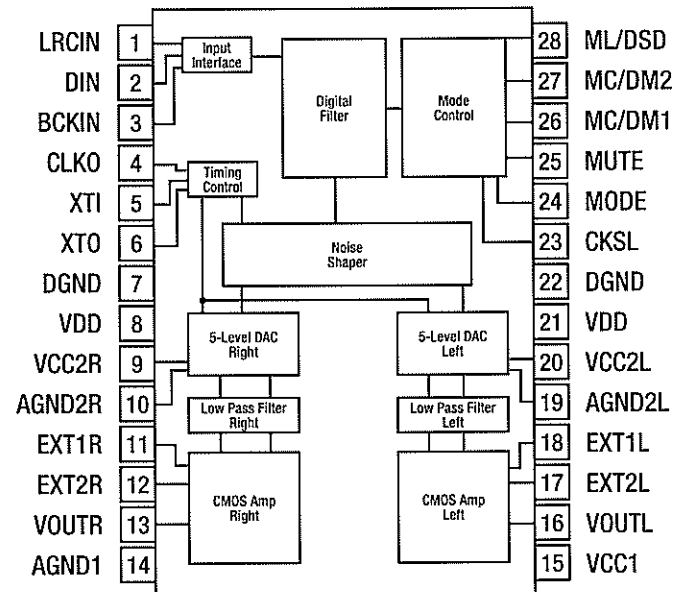 LRCIN 1
DIN 2
BCKIN 3
CLKO 4
XTI 5
XTO 6
DGND 7
VDD 8
VCC2R 9
AGND2R 10
EXT1R 11
EXT2R 12
VOUTR 13
AGND1 14
Input
Interface
Digital
Filter
Mode
Control
Timing
Control
Noise
Shaper
5-Level DAC
Right
5-Level DAC
Left
Low Pass Filter
Right
Low Pass Filter
Left
CMOS Amp
Right
CMOS Amp
Left
28 ML/DSD
27 MC/DM2
26 MC/DM1
25 MUTE
24 MODE
23 CKSL
22 DGND
21 VDD
20 VCC2L
19 AGND2L
18 EXT1L
17 EXT2L
16 VOUTL
15 VCC1